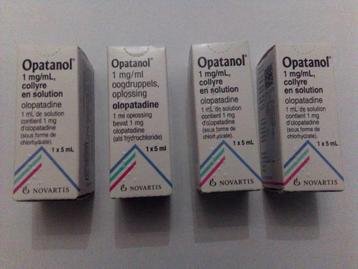 Opatanol®
1 mg/mL,
collyre
en solution
olopatadine
1 mL de solution
contient 1 mg
d'olopatadine
(sous forme de
chlorhydrate).
1 x 5 mL
NOVARTIS
Opatanol®
1 mg/ml
oogdruppels,
oplossing
olopatadine
1 ml oplossing
bevat 1 mg
olopatadine
(als hydrochloride)
1 x 5 ml
NOVARTIS
Opatanol®
1 mg/mL,
collyre
en solution
olopatadine
1 mL de solution
contient 1 mg
d'olopatadine
(sous forme de
chlorhydrate).
1 x 5 mL
NOVARTIS
Opatanol®
1 mg/mL,
collyre
en solution
olopatadine
1 mL de solution
contient 1 mg
d'olopatadine
(sous forme de
chlorhydrate).
1 x 5 mL
NOVARTIS